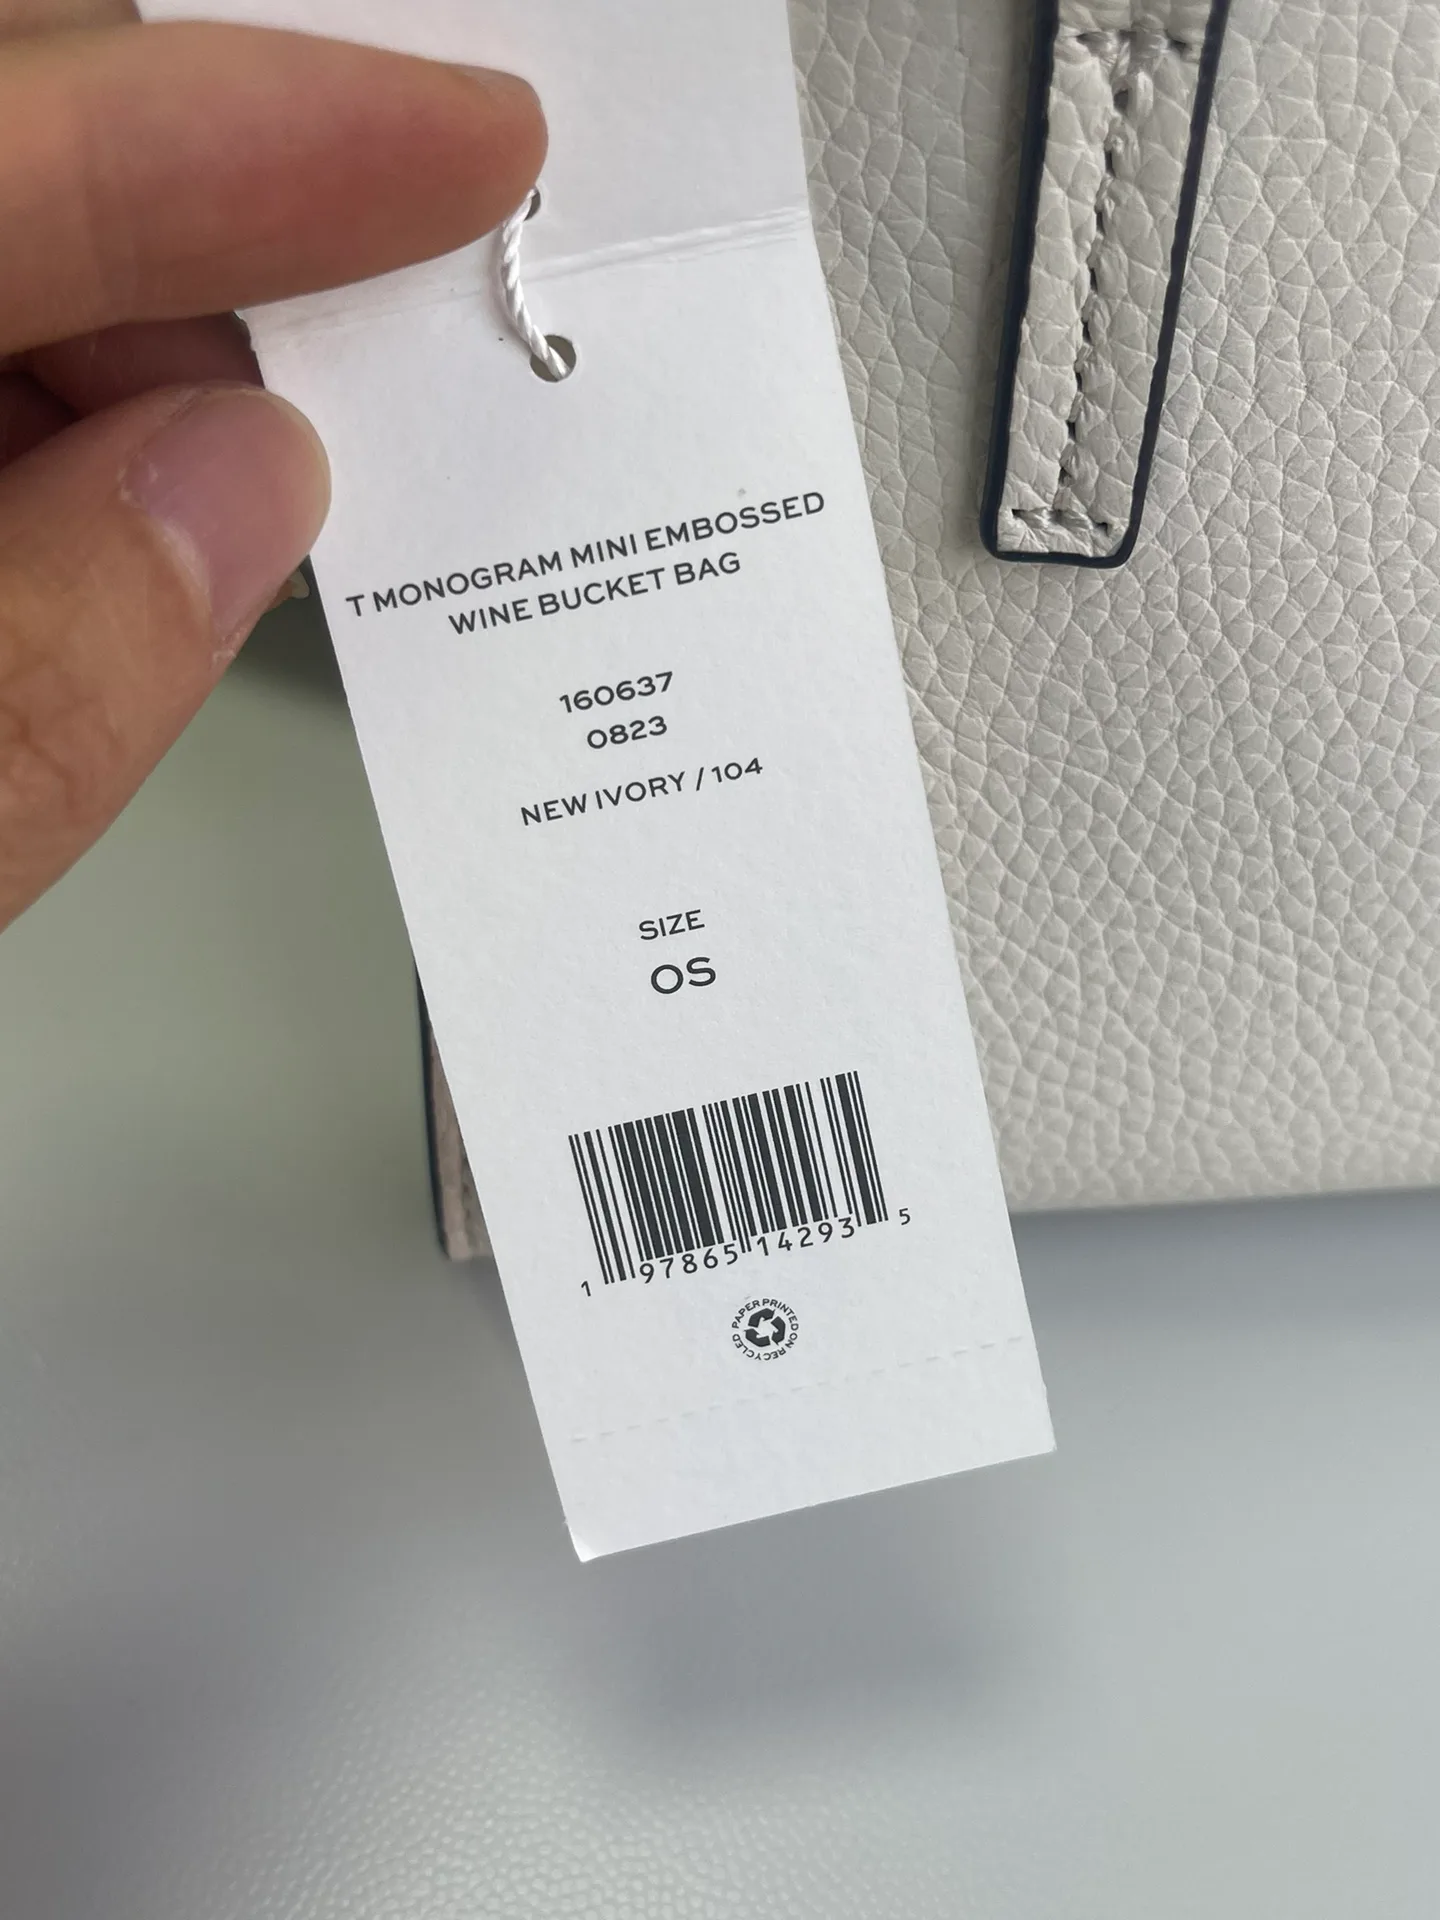 T MONOGRAM MINI EMBOSSED
WINE BUCKET BAG
160637
0823
NEW IVORY / 104
SIZE
OS
1 97865 14293 5
PAPER PRINTED ON RECYCLED